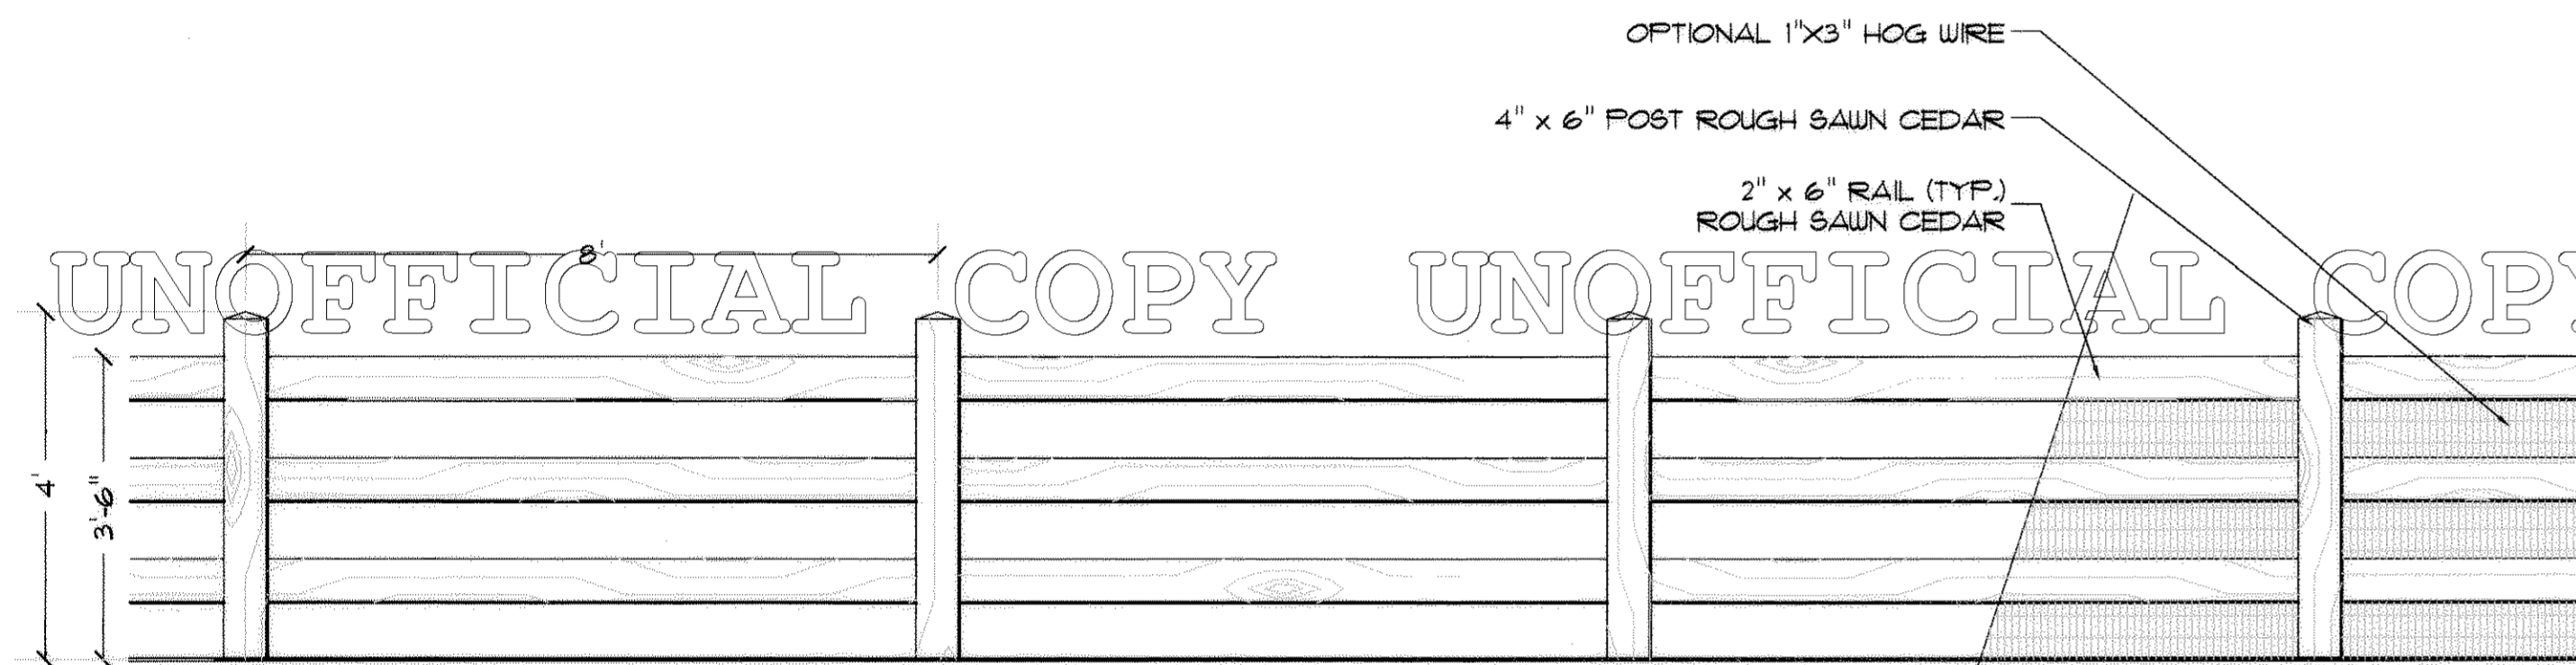 OPTIONAL 1"X3" HOG WIRE
4" x 6" POST ROUGH SAWN CEDAR
2" x 6" RAIL (TYP.)
ROUGH SAWN CEDAR
8'
UNOFFICIAL COPY UNOFFICIAL COPY
4'
3'-6"